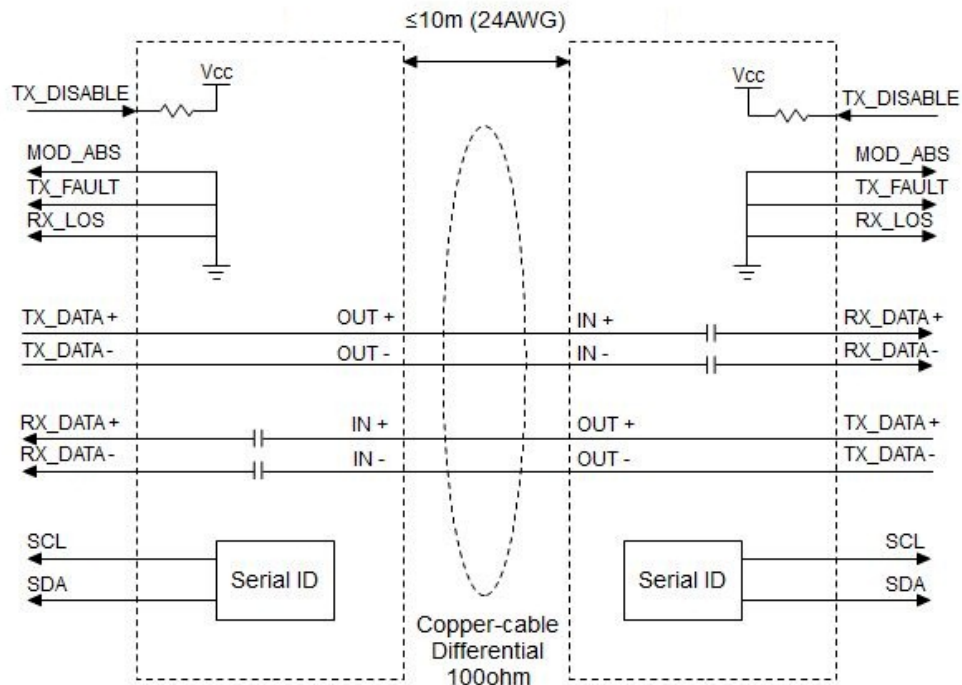 ≤10m (24AWG)
Vcc
Vcc
TX_DISABLE
TX_DISABLE
MOD_ABS
MOD_ABS
TX_FAULT
TX_FAULT
RX_LOS
RX_LOS
TX_DATA+
OUT +
IN +
RX_DATA+
TX_DATA-
OUT -
IN -
RX_DATA-
RX_DATA+
IN +
OUT +
TX_DATA+
RX_DATA-
IN -
OUT -
TX_DATA-
SCL
SCL
Serial ID
Serial ID
SDA
SDA
Copper-cable
Differential
100ohm